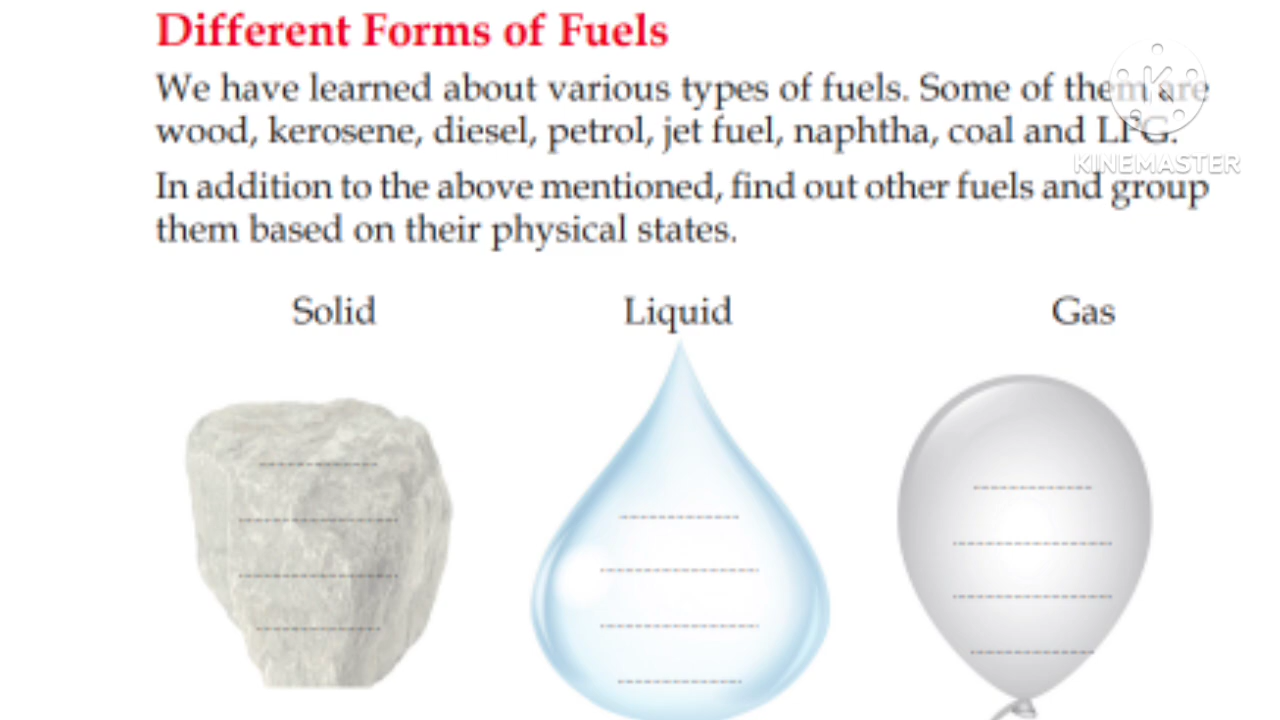 Different Forms of Fuels
We have learned about various types of fuels. Some of them are
wood, kerosene, diesel, petrol, jet fuel, naphtha, coal and LPG.
KINEMASTER
In addition to the above mentioned, find out other fuels and group
them based on their physical states.
Solid Liquid Gas